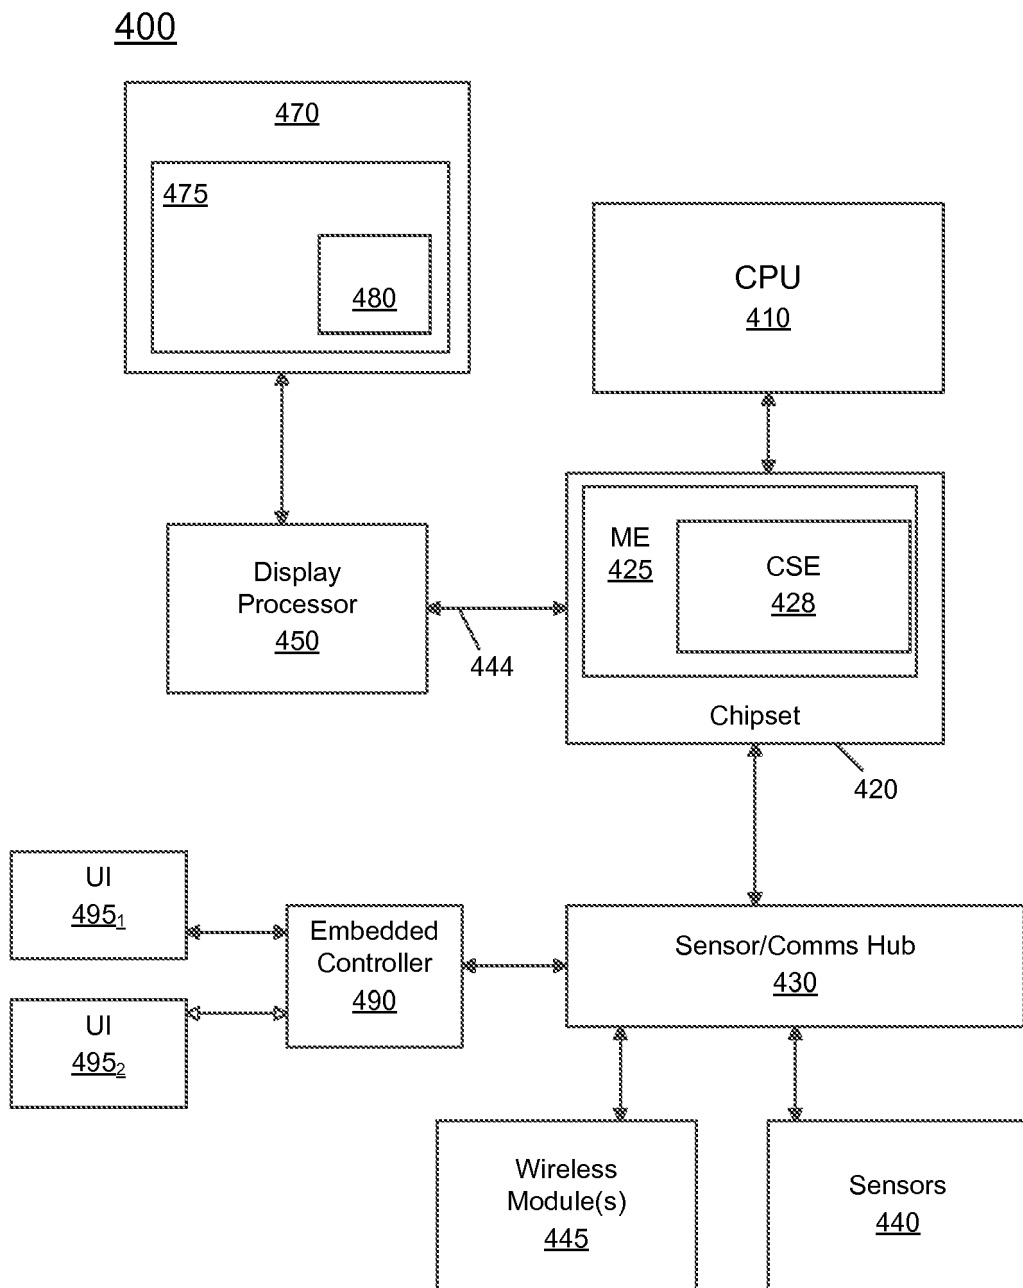 400
470
475
480
CPU
410
ME
425
CSE
428
Display
Processor
450
444
Chipset
420
UI
495₁
Embedded
Controller
490
Sensor/Comms Hub
430
UI
495₂
Wireless
Module(s)
445
Sensors
440